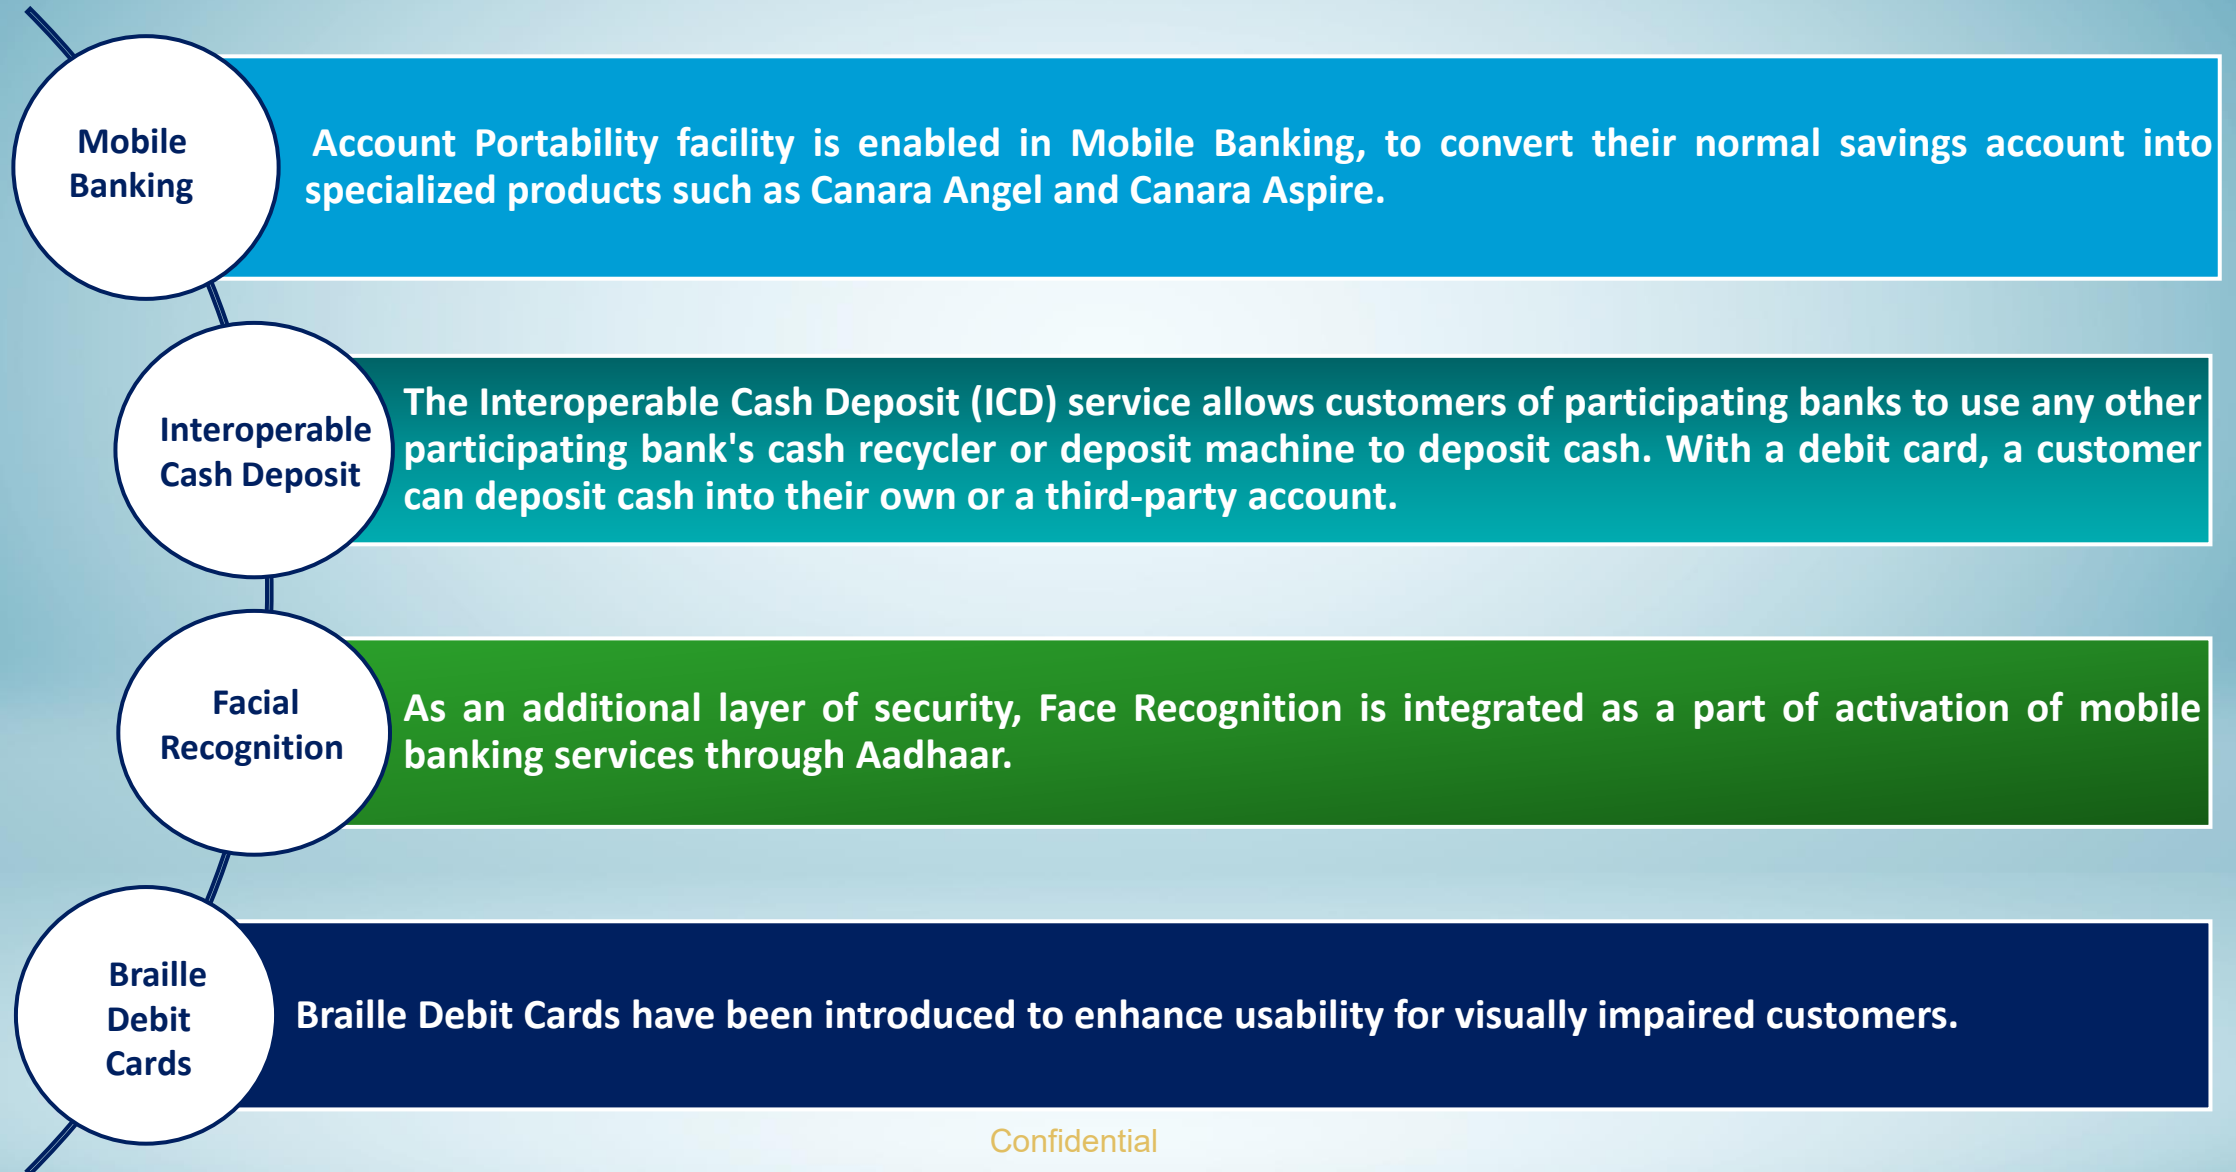 Mobile
Banking
Account Portability facility is enabled in Mobile Banking, to convert their normal savings account into
specialized products such as Canara Angel and Canara Aspire.
Interoperable
Cash Deposit
The Interoperable Cash Deposit (ICD) service allows customers of participating banks to use any other
participating bank's cash recycler or deposit machine to deposit cash. With a debit card, a customer
can deposit cash into their own or a third-party account.
Facial
Recognition
As an additional layer of security, Face Recognition is integrated as a part of activation of mobile
banking services through Aadhaar.
Braille
Debit
Cards
Braille Debit Cards have been introduced to enhance usability for visually impaired customers.
Confidential